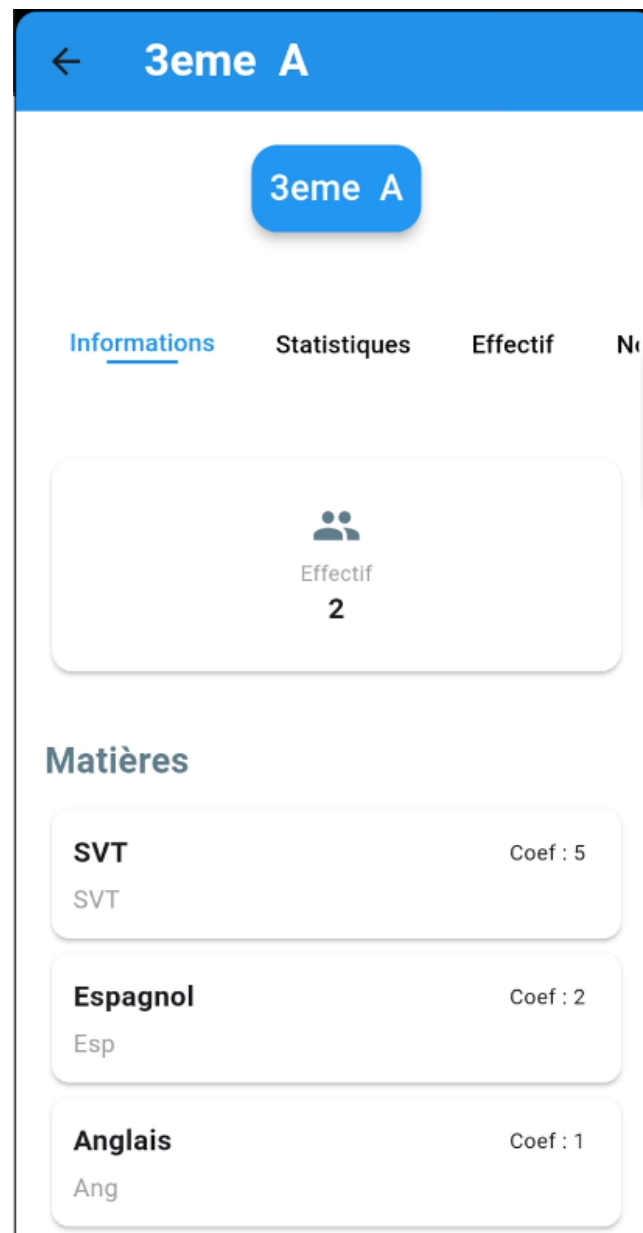 3eme A
3eme A
Informations Statistiques Effectif
Effectif
2
Matières
SVT Coef : 5
SVT
Espagnol Coef : 2
Esp
Anglais Coef : 1
Ang